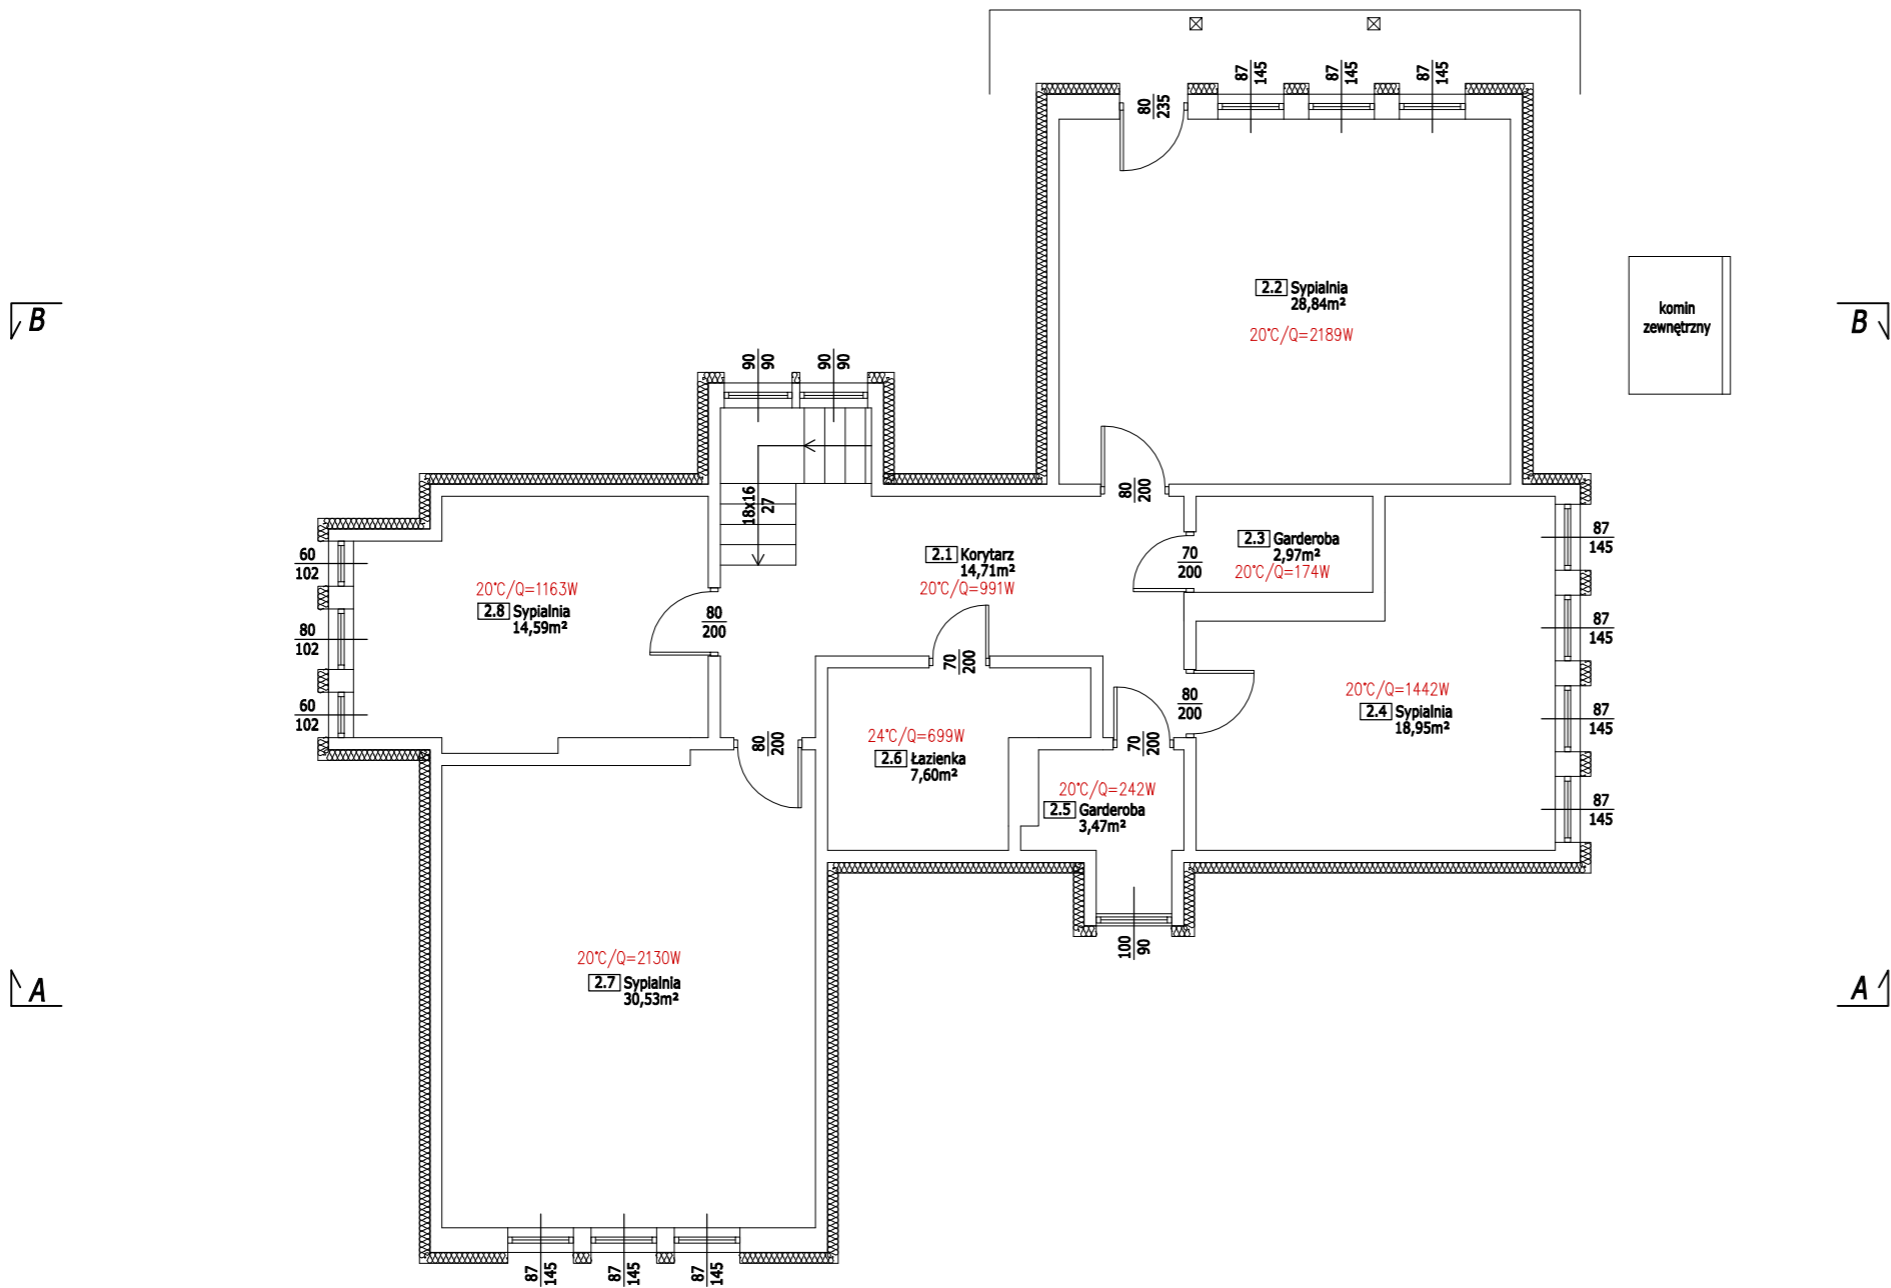 87
145
87
145
87
145
80
235
B
B
2.2 Sypialnia
28,84m²
20°C/Q=2189W
komin
zewnętrzny
90
90
90
90
18x16
27
80
200
60
102
80
102
60
102
20°C/Q=1163W
2.8 Sypialnia
14,59m²
80
200
2.1 Korytarz
14,71m²
20°C/Q=991W
70
200
2.3 Garderoba
2,97m²
20°C/Q=174W
87
145
87
145
87
145
87
145
70
200
80
200
20°C/Q=1442W
2.4 Sypialnia
18,95m²
80
200
24°C/Q=699W
2.6 Łazienka
7,60m²
70
200
20°C/Q=242W
2.5 Garderoba
3,47m²
100
90
20°C/Q=2130W
2.7 Sypialnia
30,53m²
A
A
87
145
87
145
87
145